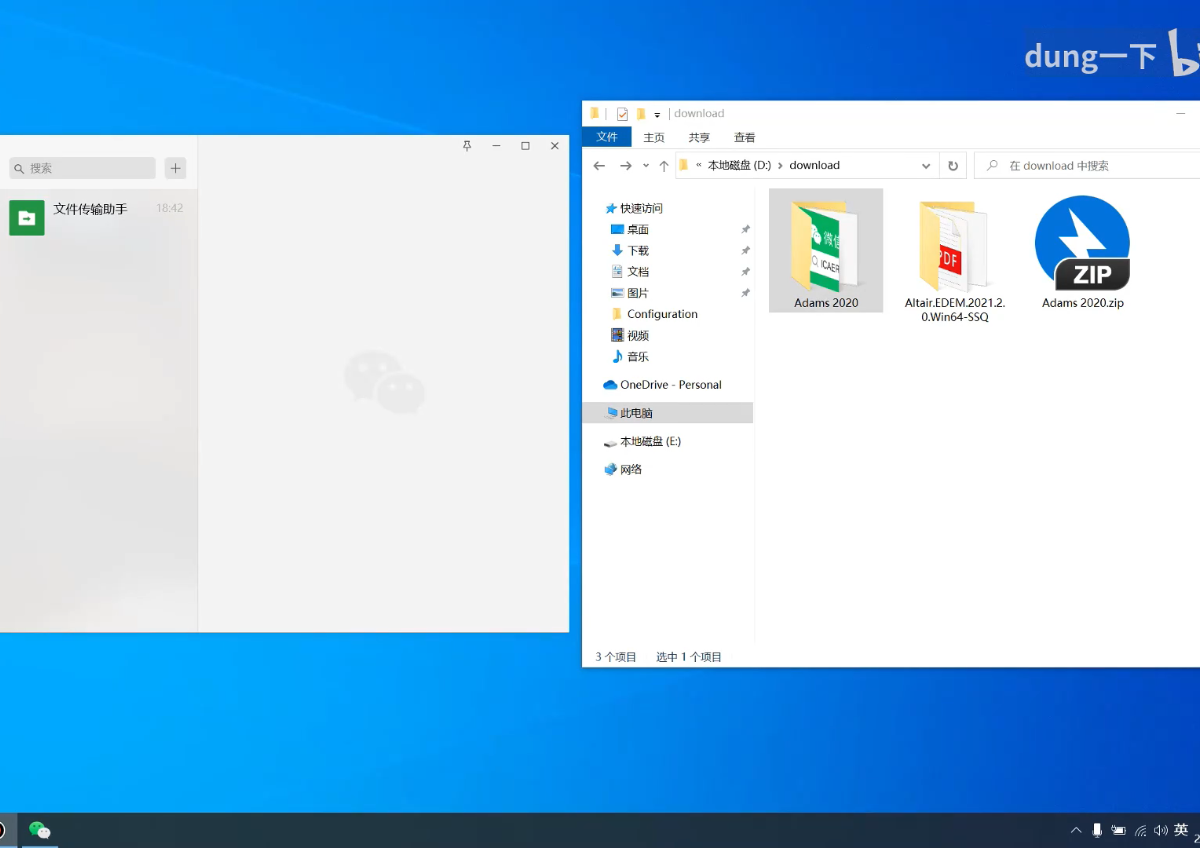 dung一下
搜索
文件传输助手 18:42
download
文件 主页 共享 查看
« 本地磁盘 (D:) › download
在 download 中搜索
快速访问
桌面
下载
文档
图片
Configuration
视频
音乐
OneDrive - Personal
此电脑
本地磁盘 (E:)
网络
微信
ICAER
PDF
ZIP
Adams 2020
Altair.EDEM.2021.2.
0.Win64-SSQ
Adams 2020.zip
3 个项目 选中 1 个项目
英